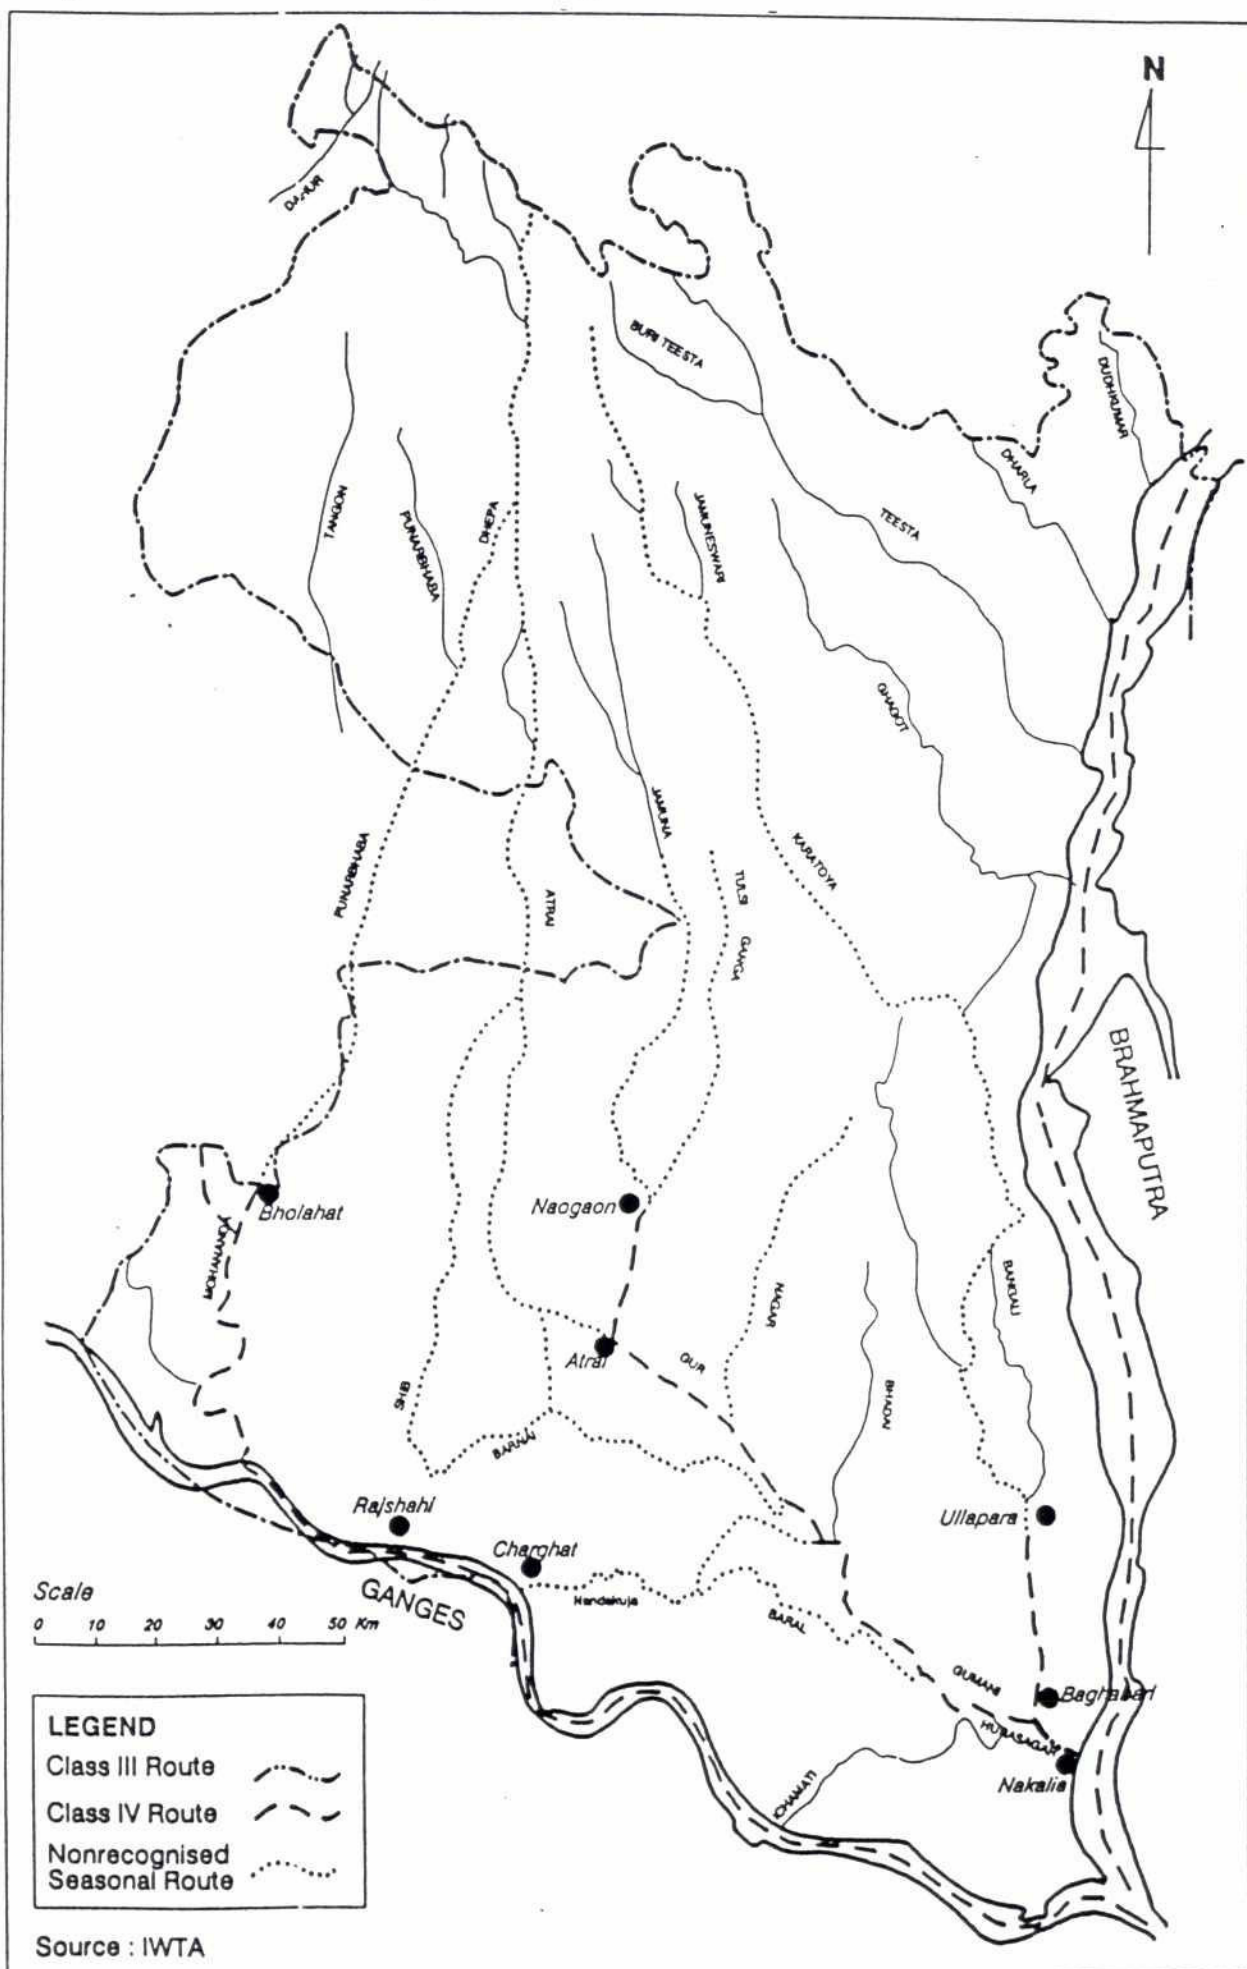 N
BURI TEESTA
DUDHKUMAR
DHARLA
TEESTA
TANGON
PUNARBHABA
DHEPA
JAMUNESWARI
GHAGOT
PUNARBHABA
ATRAI
JAMUNA
TULSI
GANGA
KARATOYA
BRAHMAPUTRA
Bholahat
Naogaon
MOHANANDA
NAGAR
BANGALI
Atrai
GUR
SHIB
BARNAI
BHADAI
Rajshahi
Ullapara
Charghat
GANGES
Nandakuja
BARAL
Scale
0 10 20 30 40 50 Km
GUMANI
Baghabari
HURASAGAR
Nakalia
ICHAMATI
LEGEND
Class III Route
Class IV Route
Nonrecognised
Seasonal Route
Source : IWTA